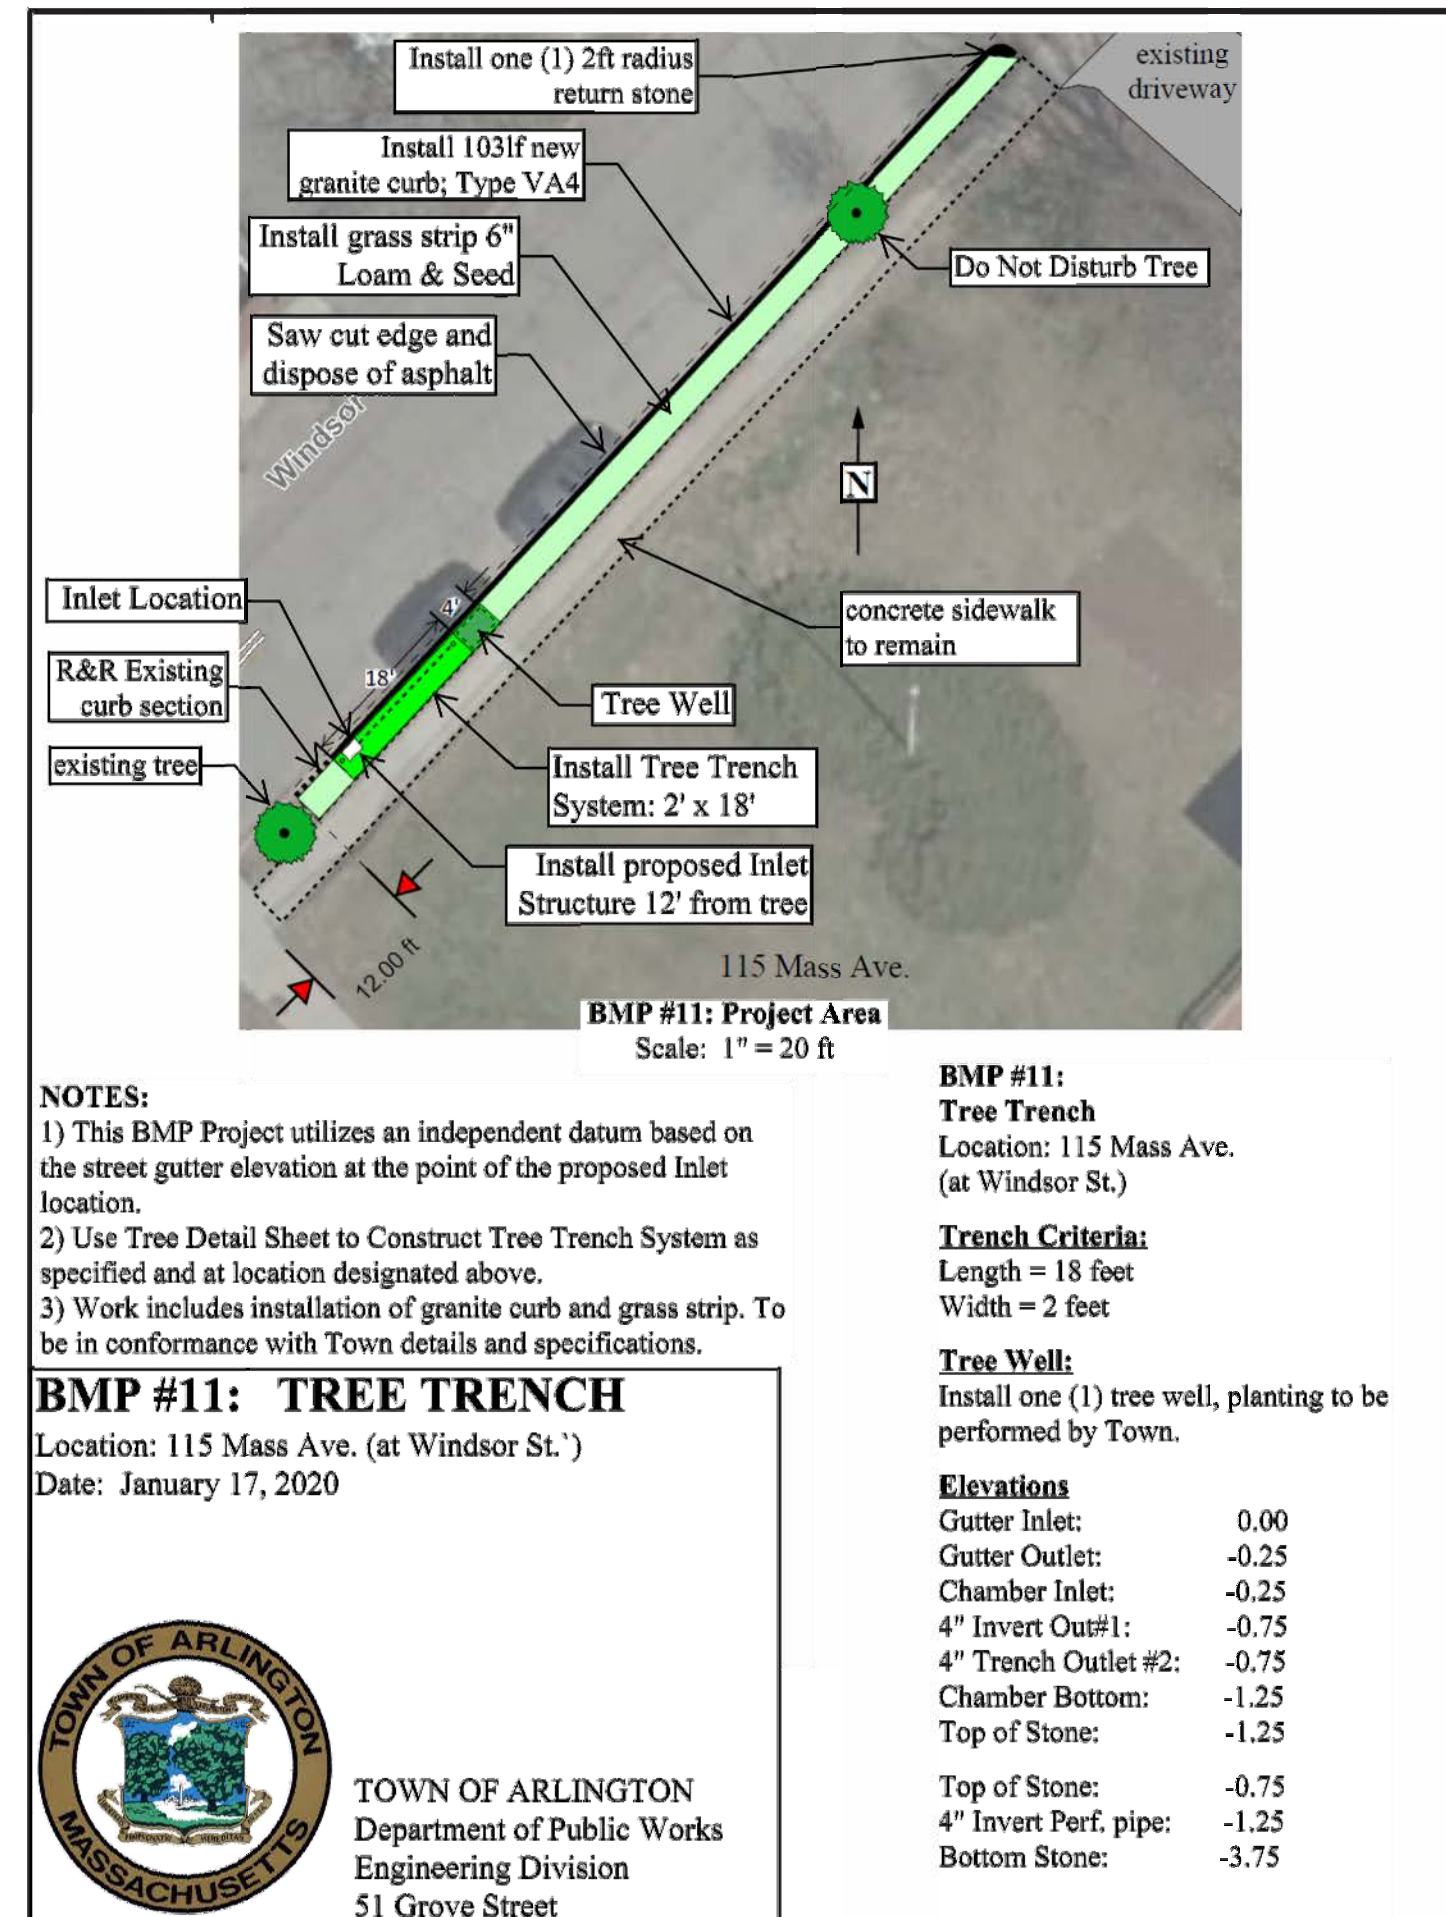 Install one (1) 2ft radius
return stone
existing
driveway
Install 103lf new
granite curb; Type VA4
Install grass strip 6"
Loam & Seed
Do Not Disturb Tree
Saw cut edge and
dispose of asphalt
Windsor
N
4'
Inlet Location
concrete sidewalk
to remain
R&R Existing
curb section
18'
Tree Well
existing tree
Install Tree Trench
System: 2' x 18'
Install proposed Inlet
Structure 12' from tree
12.00 ft
115 Mass Ave.
BMP #11: Project Area
Scale: 1" = 20 ft
NOTES:
1) This BMP Project utilizes an independent datum based on
the street gutter elevation at the point of the proposed Inlet
location.
2) Use Tree Detail Sheet to Construct Tree Trench System as
specified and at location designated above.
3) Work includes installation of granite curb and grass strip. To
be in conformance with Town details and specifications.
BMP #11:
Tree Trench
Location: 115 Mass Ave.
(at Windsor St.)
Trench Criteria:
Length = 18 feet
Width = 2 feet
Tree Well:
Install one (1) tree well, planting to be
performed by Town.
Elevations
Gutter Inlet: 0.00
Gutter Outlet: -0.25
Chamber Inlet: -0.25
4" Invert Out#1: -0.75
4" Trench Outlet #2: -0.75
Chamber Bottom: -1.25
Top of Stone: -1.25
Top of Stone: -0.75
4" Invert Perf. pipe: -1.25
Bottom Stone: -3.75
BMP #11: TREE TRENCH
Location: 115 Mass Ave. (at Windsor St.`)
Date: January 17, 2020
TOWN OF ARLINGTON
MASSACHUSETTS
TOWN OF ARLINGTON
Department of Public Works
Engineering Division
51 Grove Street